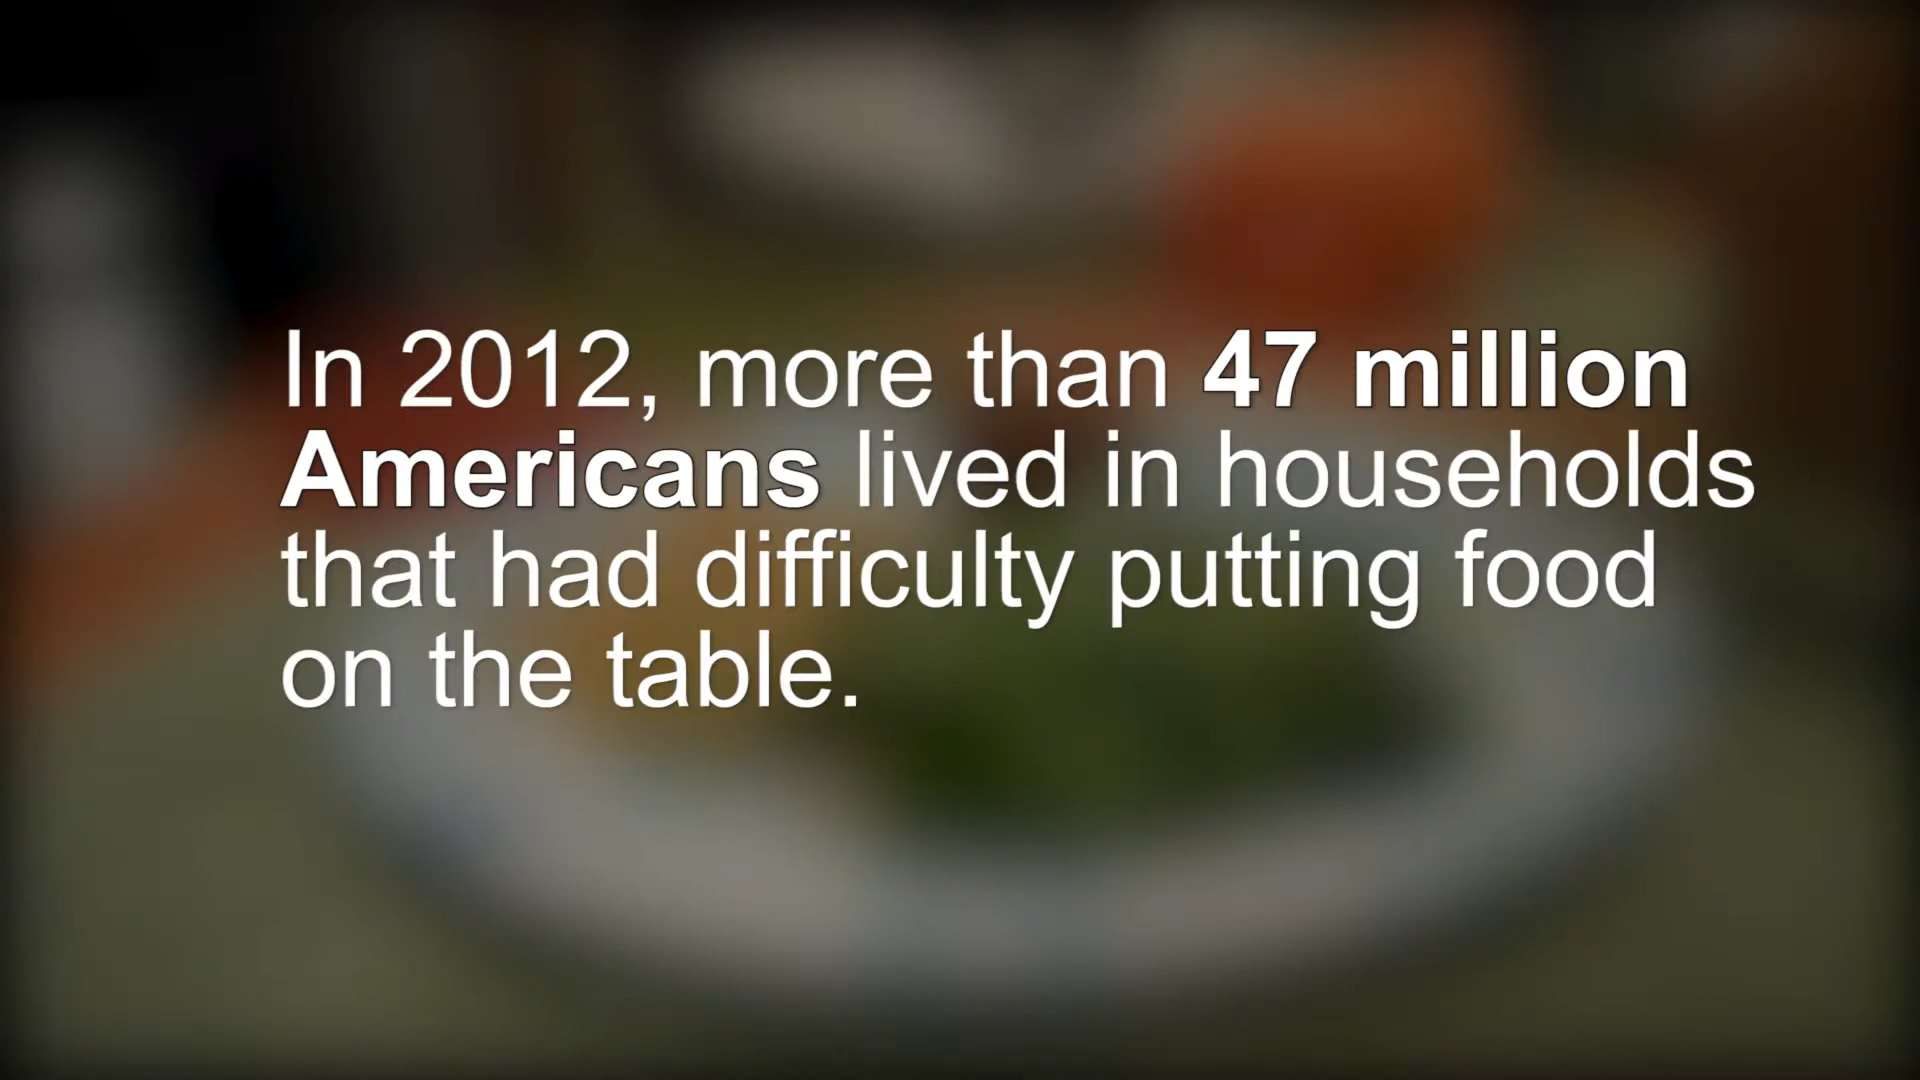 In 2012, more than 47 million
Americans lived in households
that had difficulty putting food
on the table.